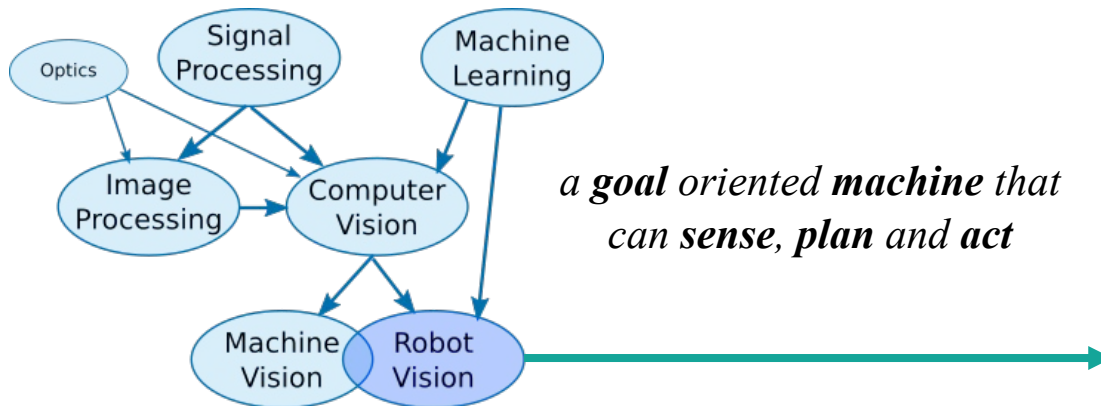 Signal
Processing
Machine
Learning
Optics
Image
Processing
Computer
Vision
a goal oriented machine that
can sense, plan and act
Machine
Vision
Robot
Vision